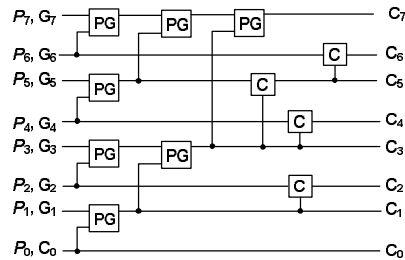 P7, G7 PG PG PG C7
P6, G6 C C6
P5, G5 PG C C5
P4, G4 C C4
P3, G3 PG PG C3
P2, G2 C C2
P1, G1 PG C1
P0, C0 C0